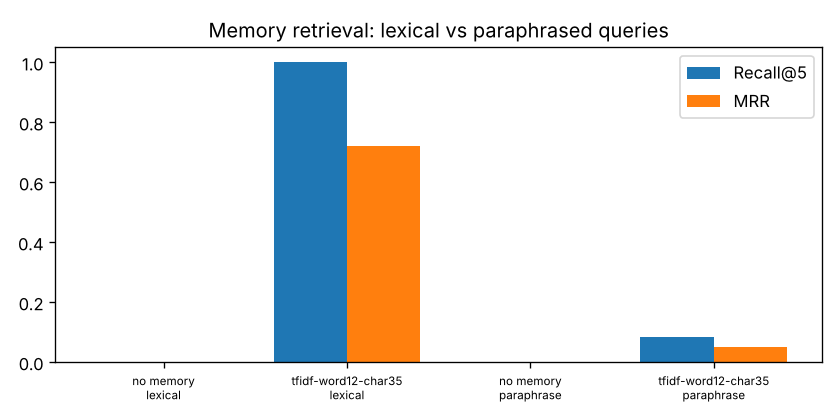 Memory retrieval: lexical vs paraphrased queries
1.0
0.8
0.6
0.4
0.2
0.0
Recall@5
MRR
no memory
lexical
tfidf-word12-char35
lexical
no memory
paraphrase
tfidf-word12-char35
paraphrase